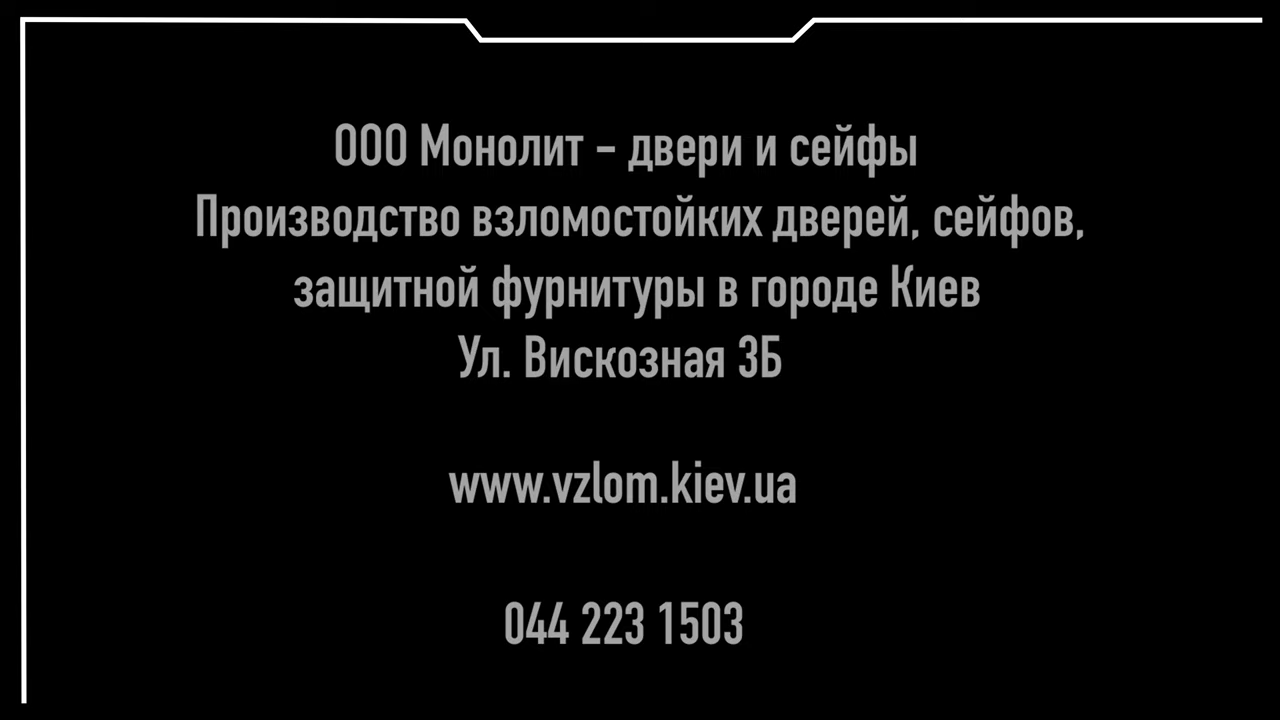 ООО Монолит - двери и сейфы
Производство взломостойких дверей, сейфов,
защитной фурнитуры в городе Киев
Ул. Вискозная 3Б
www.vzlom.kiev.ua
044 223 1503